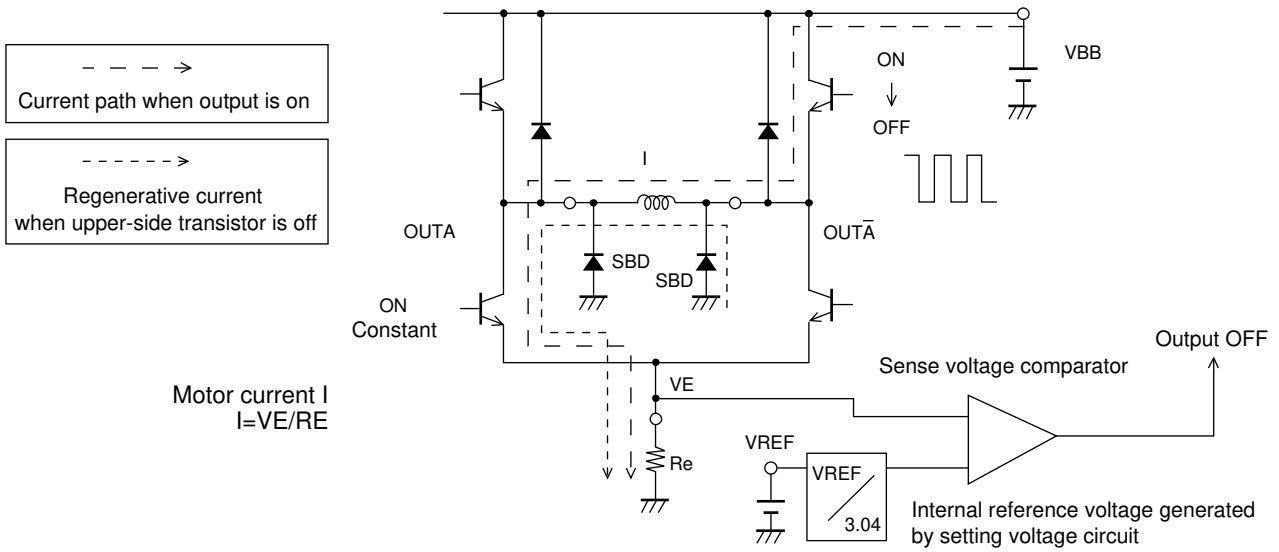 Current path when output is on
Regenerative current
when upper-side transistor is off
ON
OFF
VBB
I
OUTA
OUTA̅
SBD
SBD
ON
Constant
Motor current I
I=VE/RE
VE
Re
Sense voltage comparator
Output OFF
VREF
VREF
3.04
Internal reference voltage generated
by setting voltage circuit